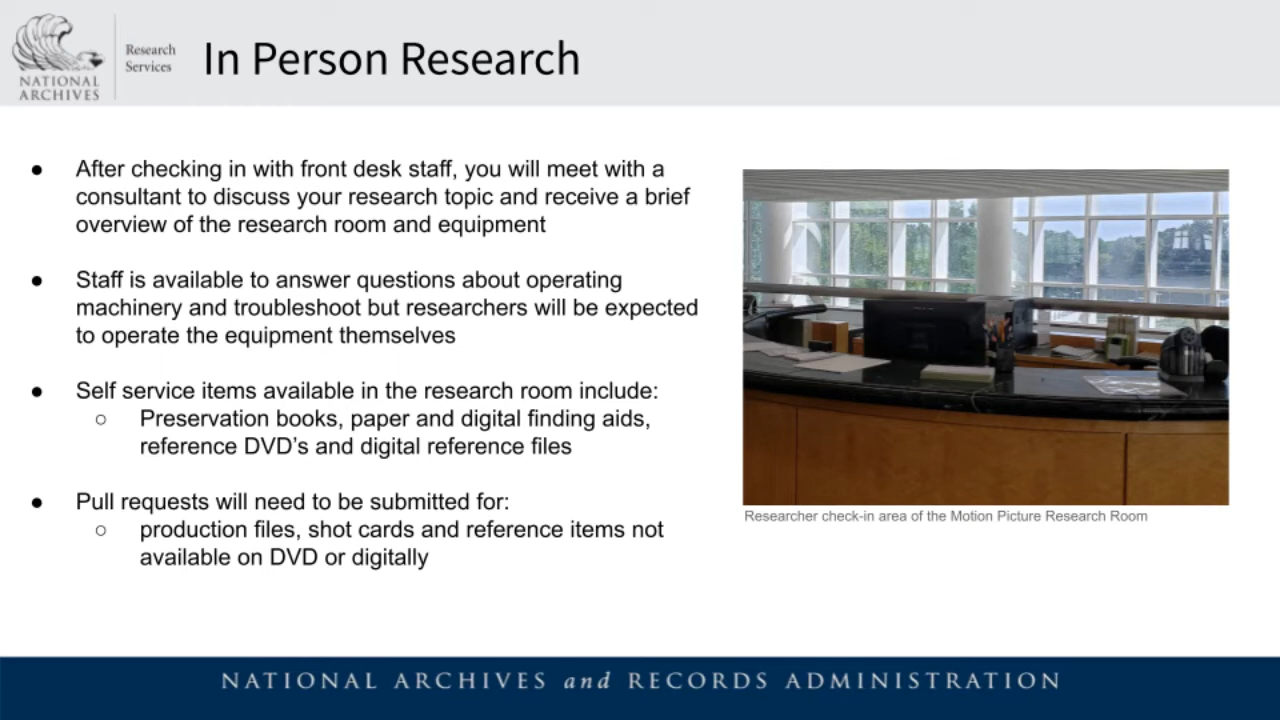 NATIONAL
ARCHIVES
Research
Services
In Person Research
● After checking in with front desk staff, you will meet with a
consultant to discuss your research topic and receive a brief
overview of the research room and equipment
● Staff is available to answer questions about operating
machinery and troubleshoot but researchers will be expected
to operate the equipment themselves
● Self service items available in the research room include:
○ Preservation books, paper and digital finding aids,
reference DVD’s and digital reference files
● Pull requests will need to be submitted for:
○ production files, shot cards and reference items not
available on DVD or digitally
Researcher check-in area of the Motion Picture Research Room
NATIONAL ARCHIVES and RECORDS ADMINISTRATION